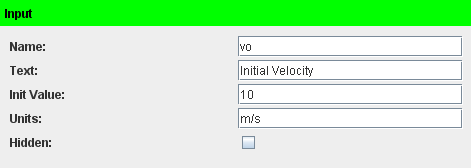 Input
Name: vo
Text: Initial Velocity
Init Value: 10
Units: m/s
Hidden: